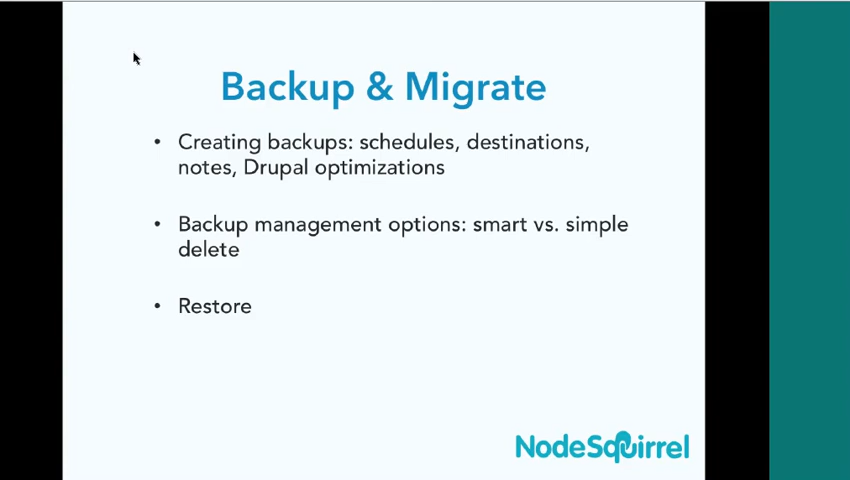 Backup & Migrate
• Creating backups: schedules, destinations,
notes, Drupal optimizations
• Backup management options: smart vs. simple
delete
• Restore
NodeSquirrel